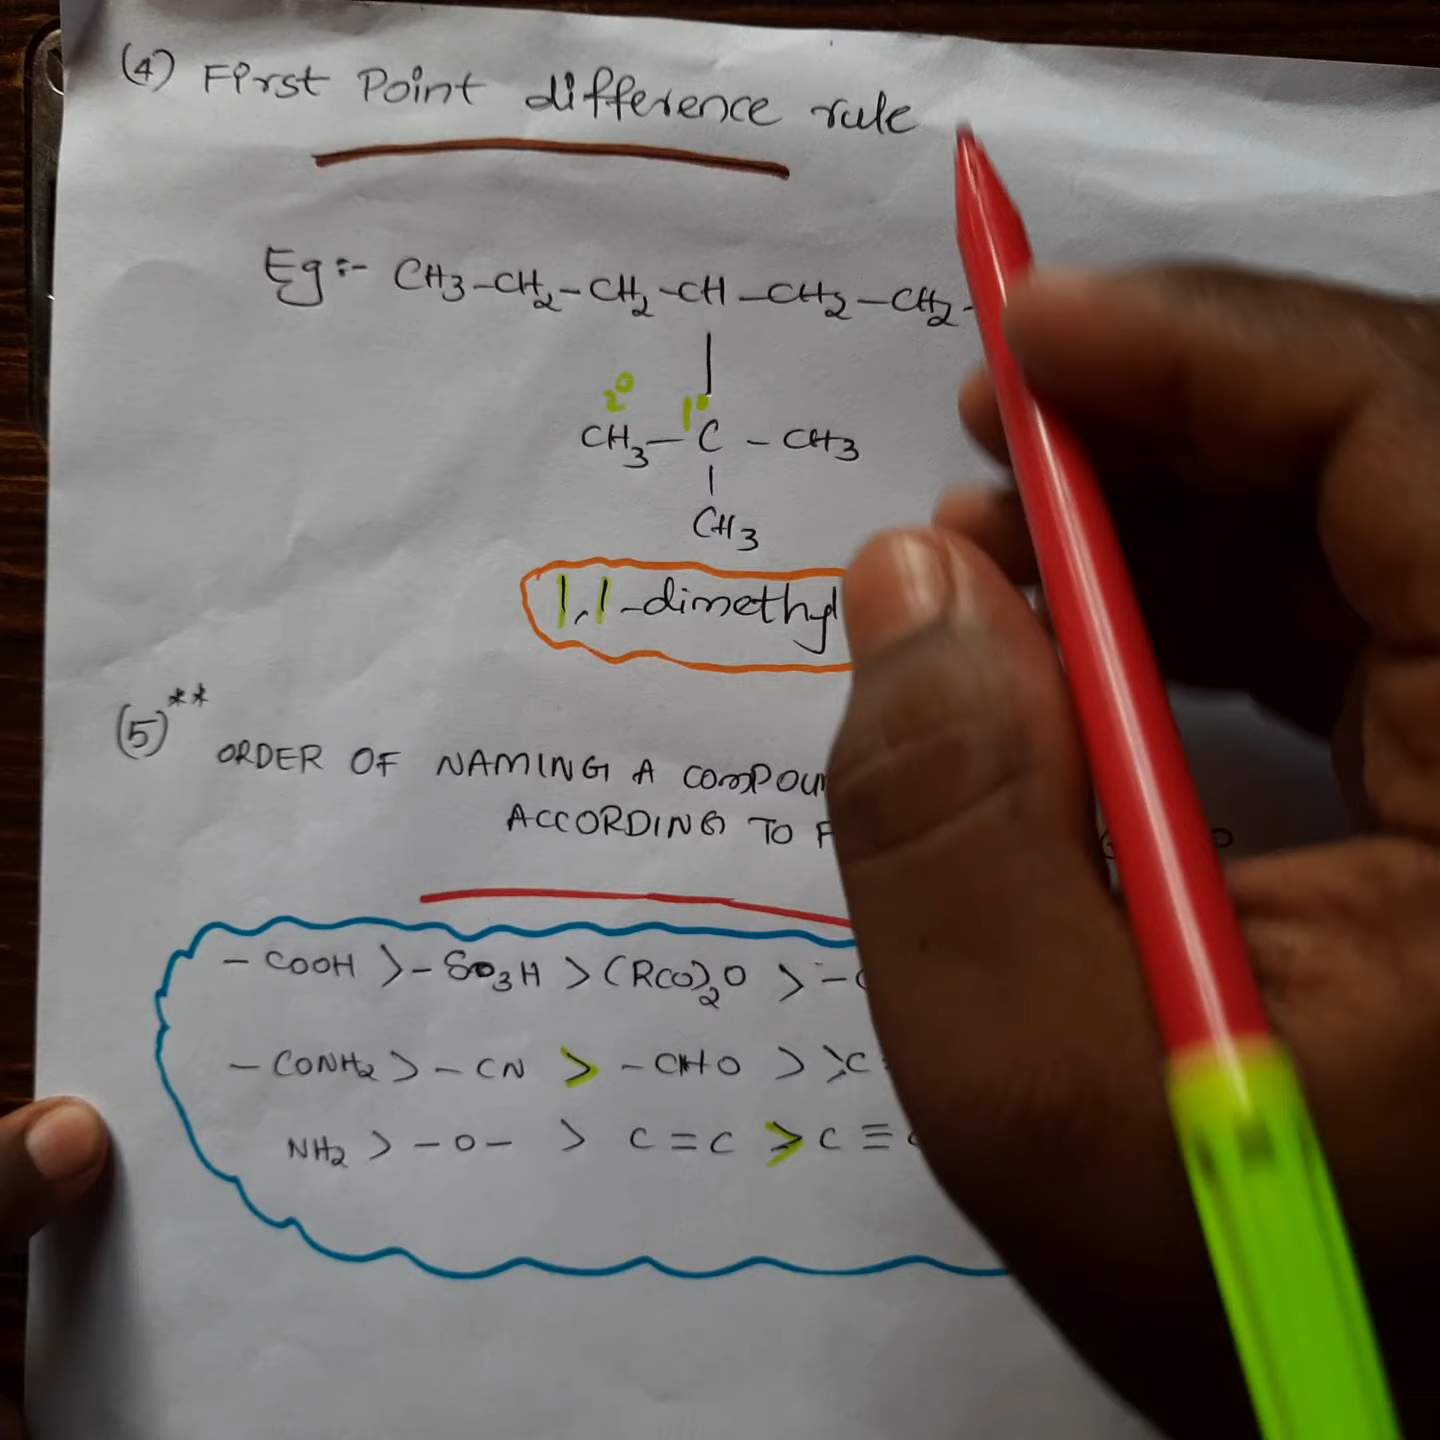 (4) First Point difference rule
Eg:- CH3-CH2-CH2-CH-CH2-CH2-
2° 1°
CH3-C-CH3
CH3
1,1-dimethyl
(5)**
ORDER OF NAMING A COMPOU
ACCORDING TO F
-COOH >-SO3H >(RCO)2O >-
-CONH2>-CN > -CHO > >C
NH2 > -O- > C=C > C≡